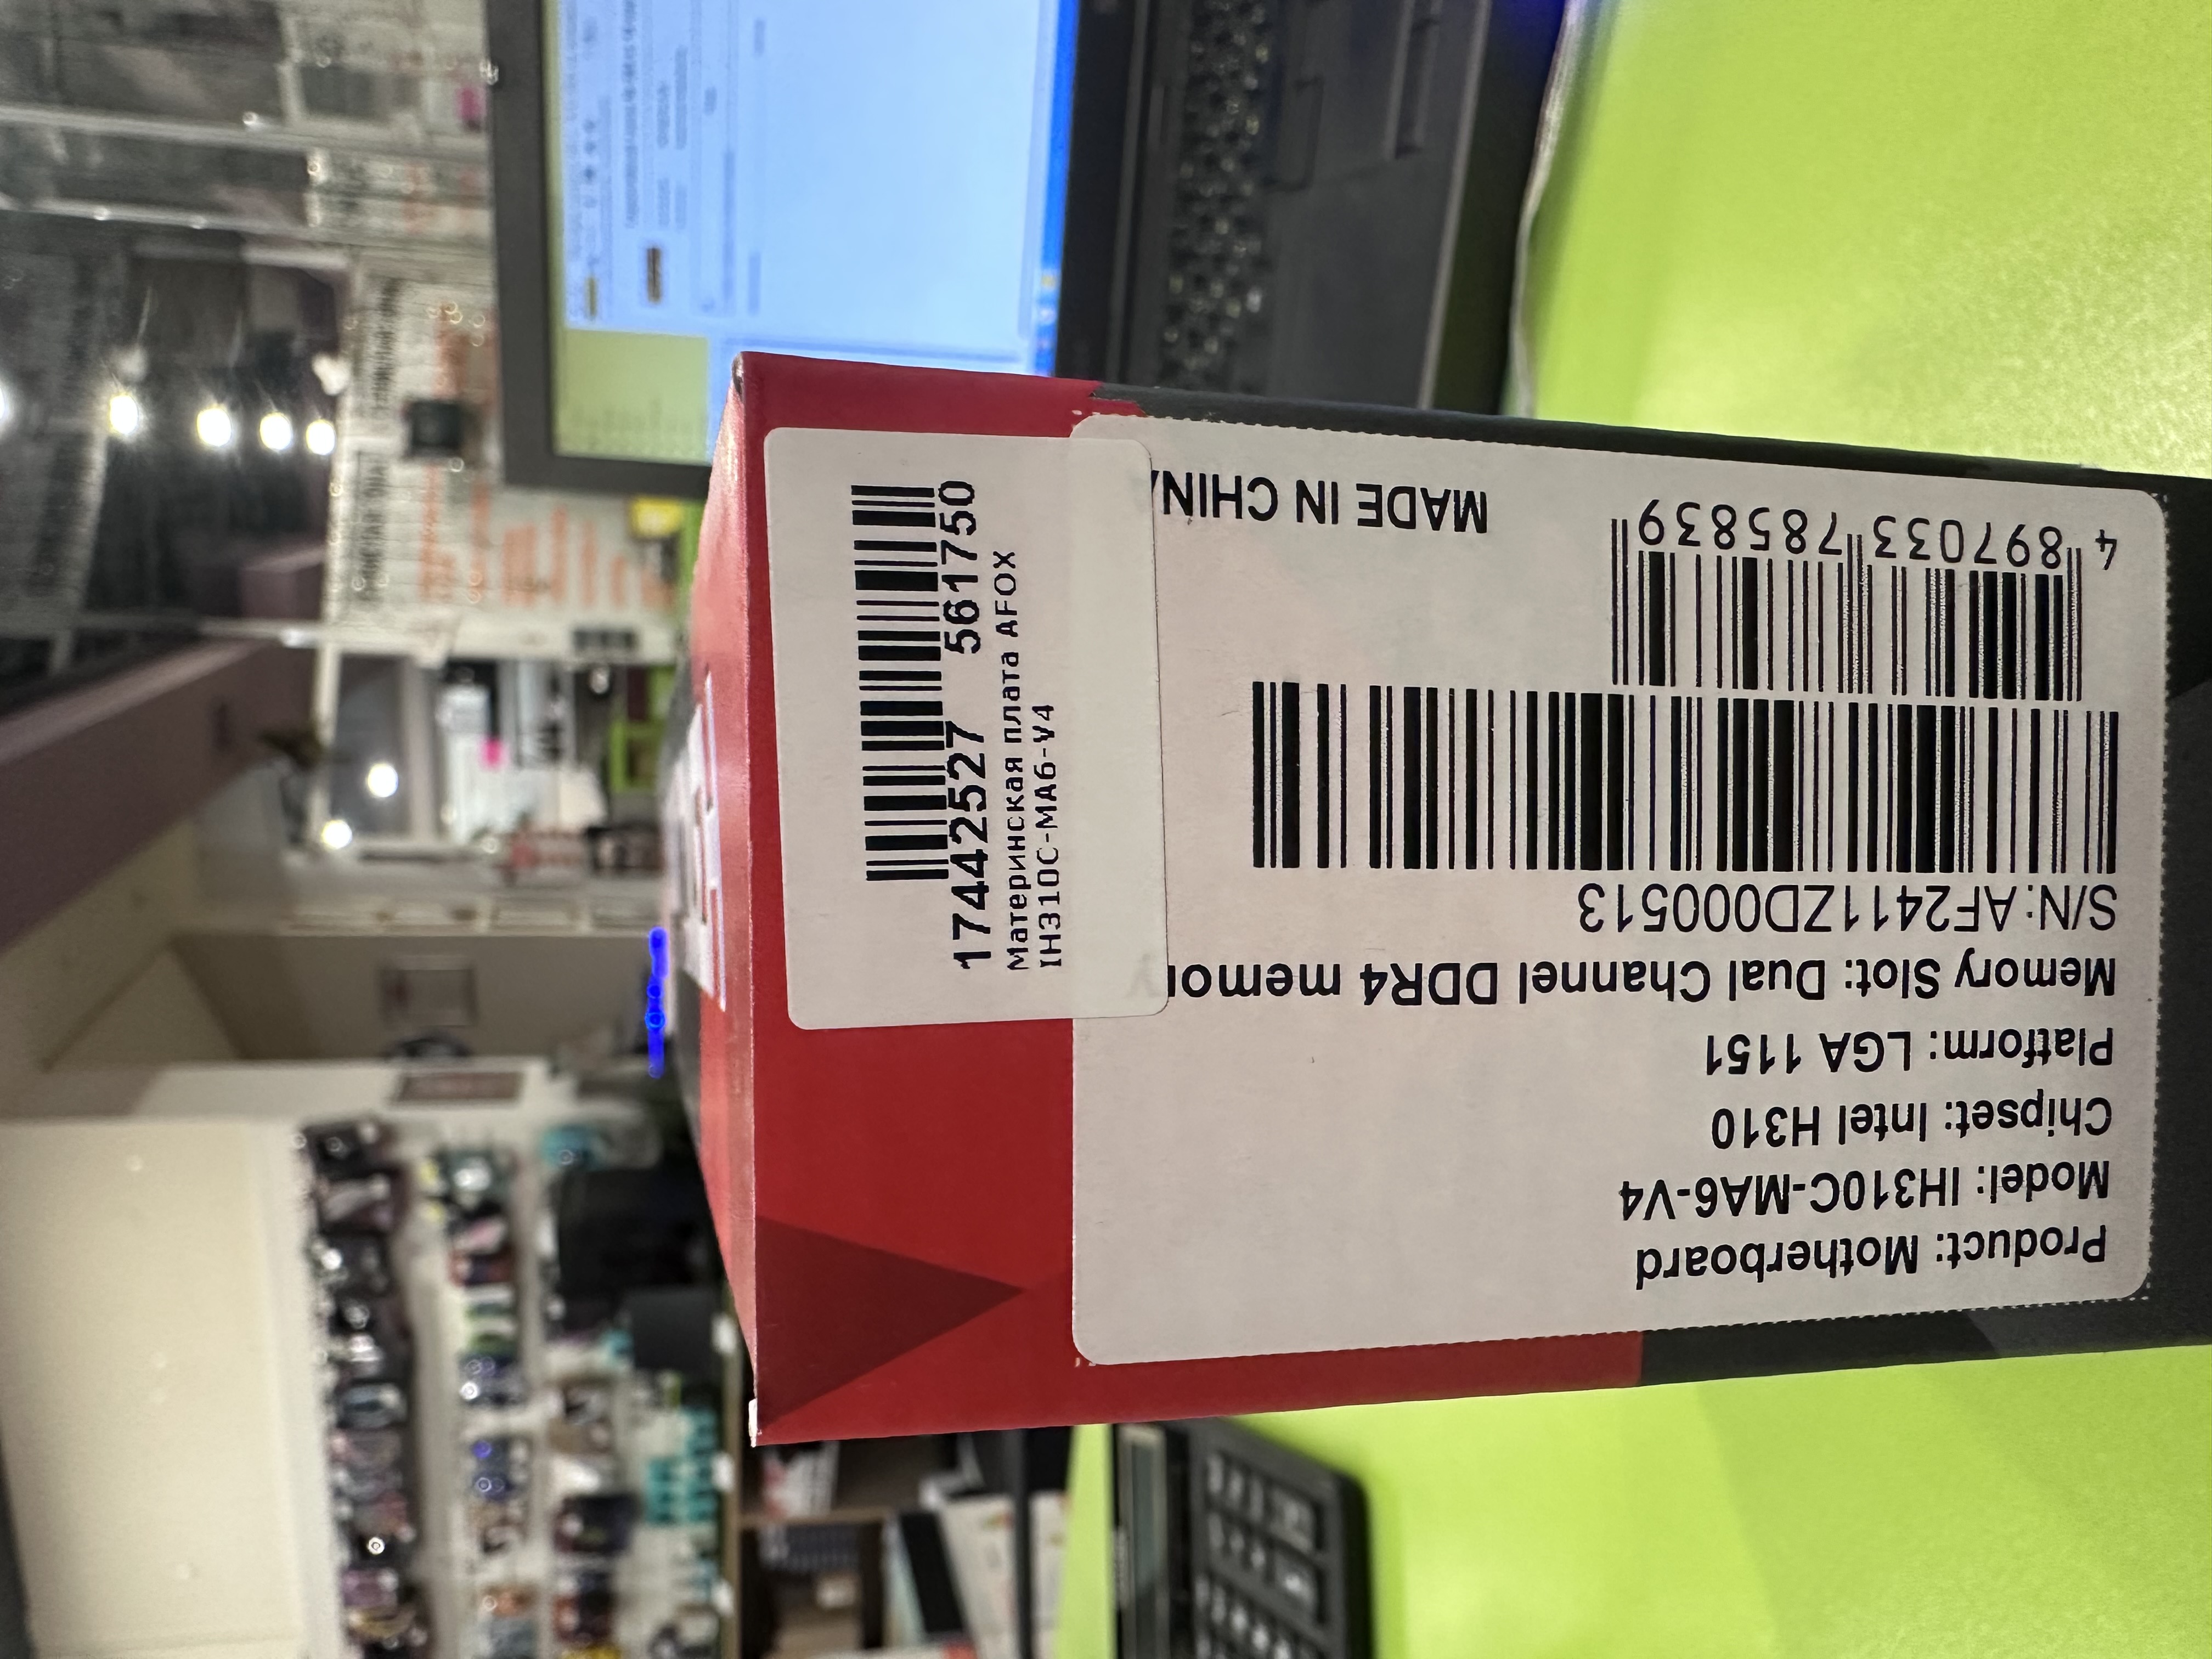 Product: Motherboard
Model: IH310C-MA6-V4
Chipset: Intel H310
Platform: LGA 1151
Memory Slot: Dual Channel DDR4 memor
S/N: AF2411ZD000513
4 897033 785839
MADE IN CHINA
17442527 561750
Материнская плата AFOX
IH310C-MA6-V4